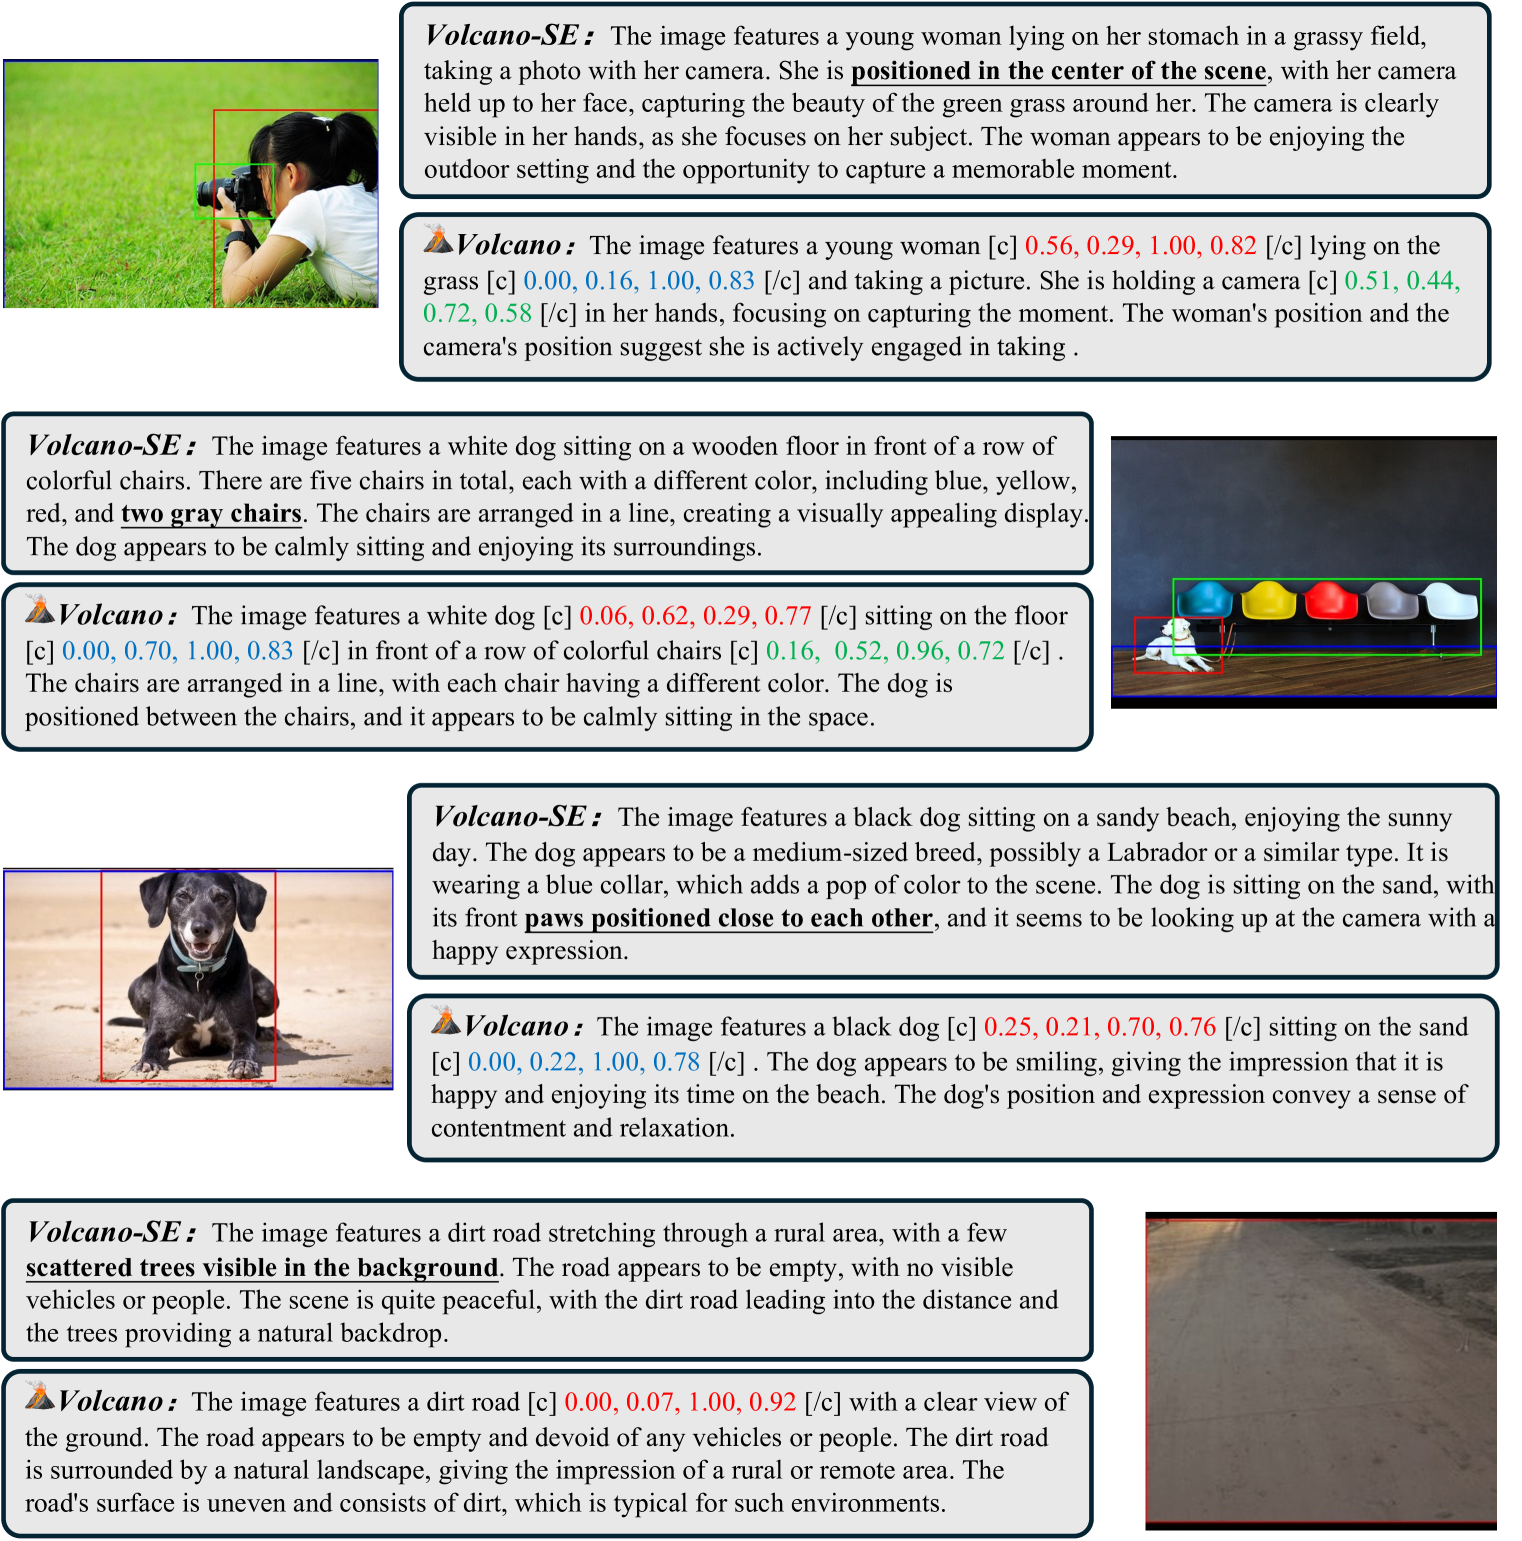 Volcano-SE: The image features a young woman lying on her stomach in a grassy field,
taking a photo with her camera. She is positioned in the center of the scene, with her camera
held up to her face, capturing the beauty of the green grass around her. The camera is clearly
visible in her hands, as she focuses on her subject. The woman appears to be enjoying the
outdoor setting and the opportunity to capture a memorable moment.
Volcano: The image features a young woman [c] 0.56, 0.29, 1.00, 0.82 [/c] lying on the
grass [c] 0.00, 0.16, 1.00, 0.83 [/c] and taking a picture. She is holding a camera [c] 0.51, 0.44,
0.72, 0.58 [/c] in her hands, focusing on capturing the moment. The woman's position and the
camera's position suggest she is actively engaged in taking .
Volcano-SE: The image features a white dog sitting on a wooden floor in front of a row of
colorful chairs. There are five chairs in total, each with a different color, including blue, yellow,
red, and two gray chairs. The chairs are arranged in a line, creating a visually appealing display.
The dog appears to be calmly sitting and enjoying its surroundings.
Volcano: The image features a white dog [c] 0.06, 0.62, 0.29, 0.77 [/c] sitting on the floor
[c] 0.00, 0.70, 1.00, 0.83 [/c] in front of a row of colorful chairs [c] 0.16, 0.52, 0.96, 0.72 [/c] .
The chairs are arranged in a line, with each chair having a different color. The dog is
positioned between the chairs, and it appears to be calmly sitting in the space.
Volcano-SE: The image features a black dog sitting on a sandy beach, enjoying the sunny
day. The dog appears to be a medium-sized breed, possibly a Labrador or a similar type. It is
wearing a blue collar, which adds a pop of color to the scene. The dog is sitting on the sand, with
its front paws positioned close to each other, and it seems to be looking up at the camera with a
happy expression.
Volcano: The image features a black dog [c] 0.25, 0.21, 0.70, 0.76 [/c] sitting on the sand
[c] 0.00, 0.22, 1.00, 0.78 [/c] . The dog appears to be smiling, giving the impression that it is
happy and enjoying its time on the beach. The dog's position and expression convey a sense of
contentment and relaxation.
Volcano-SE: The image features a dirt road stretching through a rural area, with a few
scattered trees visible in the background. The road appears to be empty, with no visible
vehicles or people. The scene is quite peaceful, with the dirt road leading into the distance and
the trees providing a natural backdrop.
Volcano: The image features a dirt road [c] 0.00, 0.07, 1.00, 0.92 [/c] with a clear view of
the ground. The road appears to be empty and devoid of any vehicles or people. The dirt road
is surrounded by a natural landscape, giving the impression of a rural or remote area. The
road's surface is uneven and consists of dirt, which is typical for such environments.